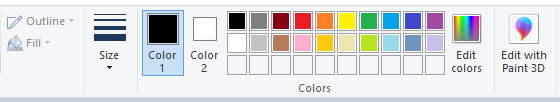 Outline
Fill
Size
Color
1
Color
2
Edit
colors
Edit with
Paint 3D
Colors